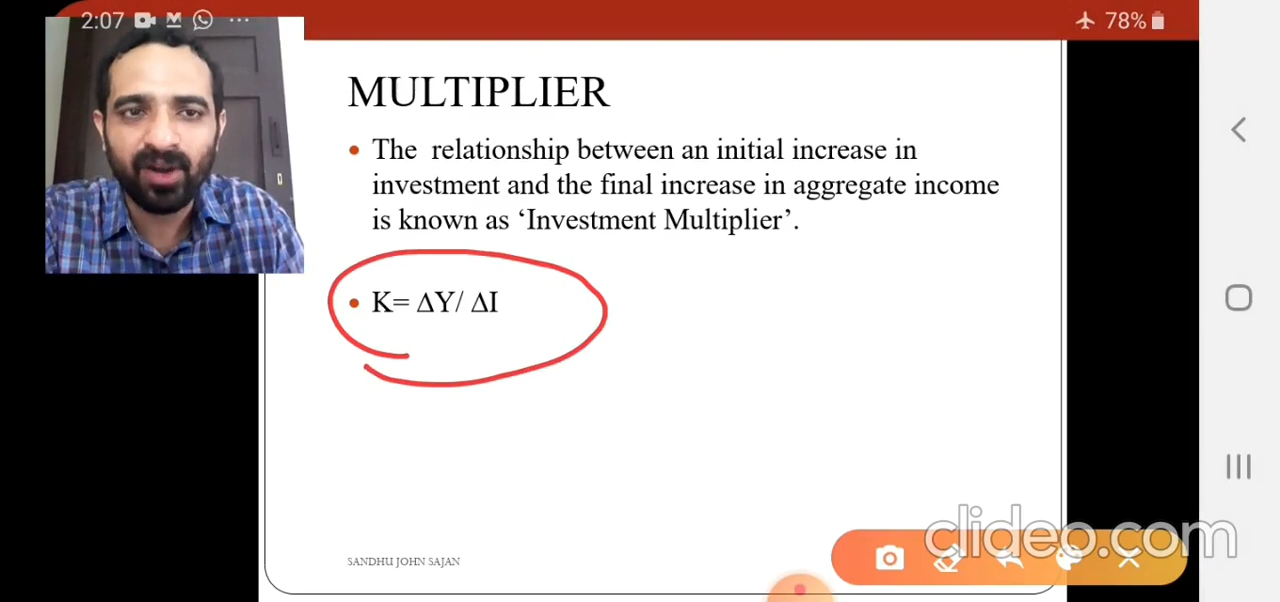 2:07
78%
MULTIPLIER
• The relationship between an initial increase in
investment and the final increase in aggregate income
is known as ‘Investment Multiplier’.
• K= ΔY/ ΔI
SANDHU JOHN SAJAN
clideo.com